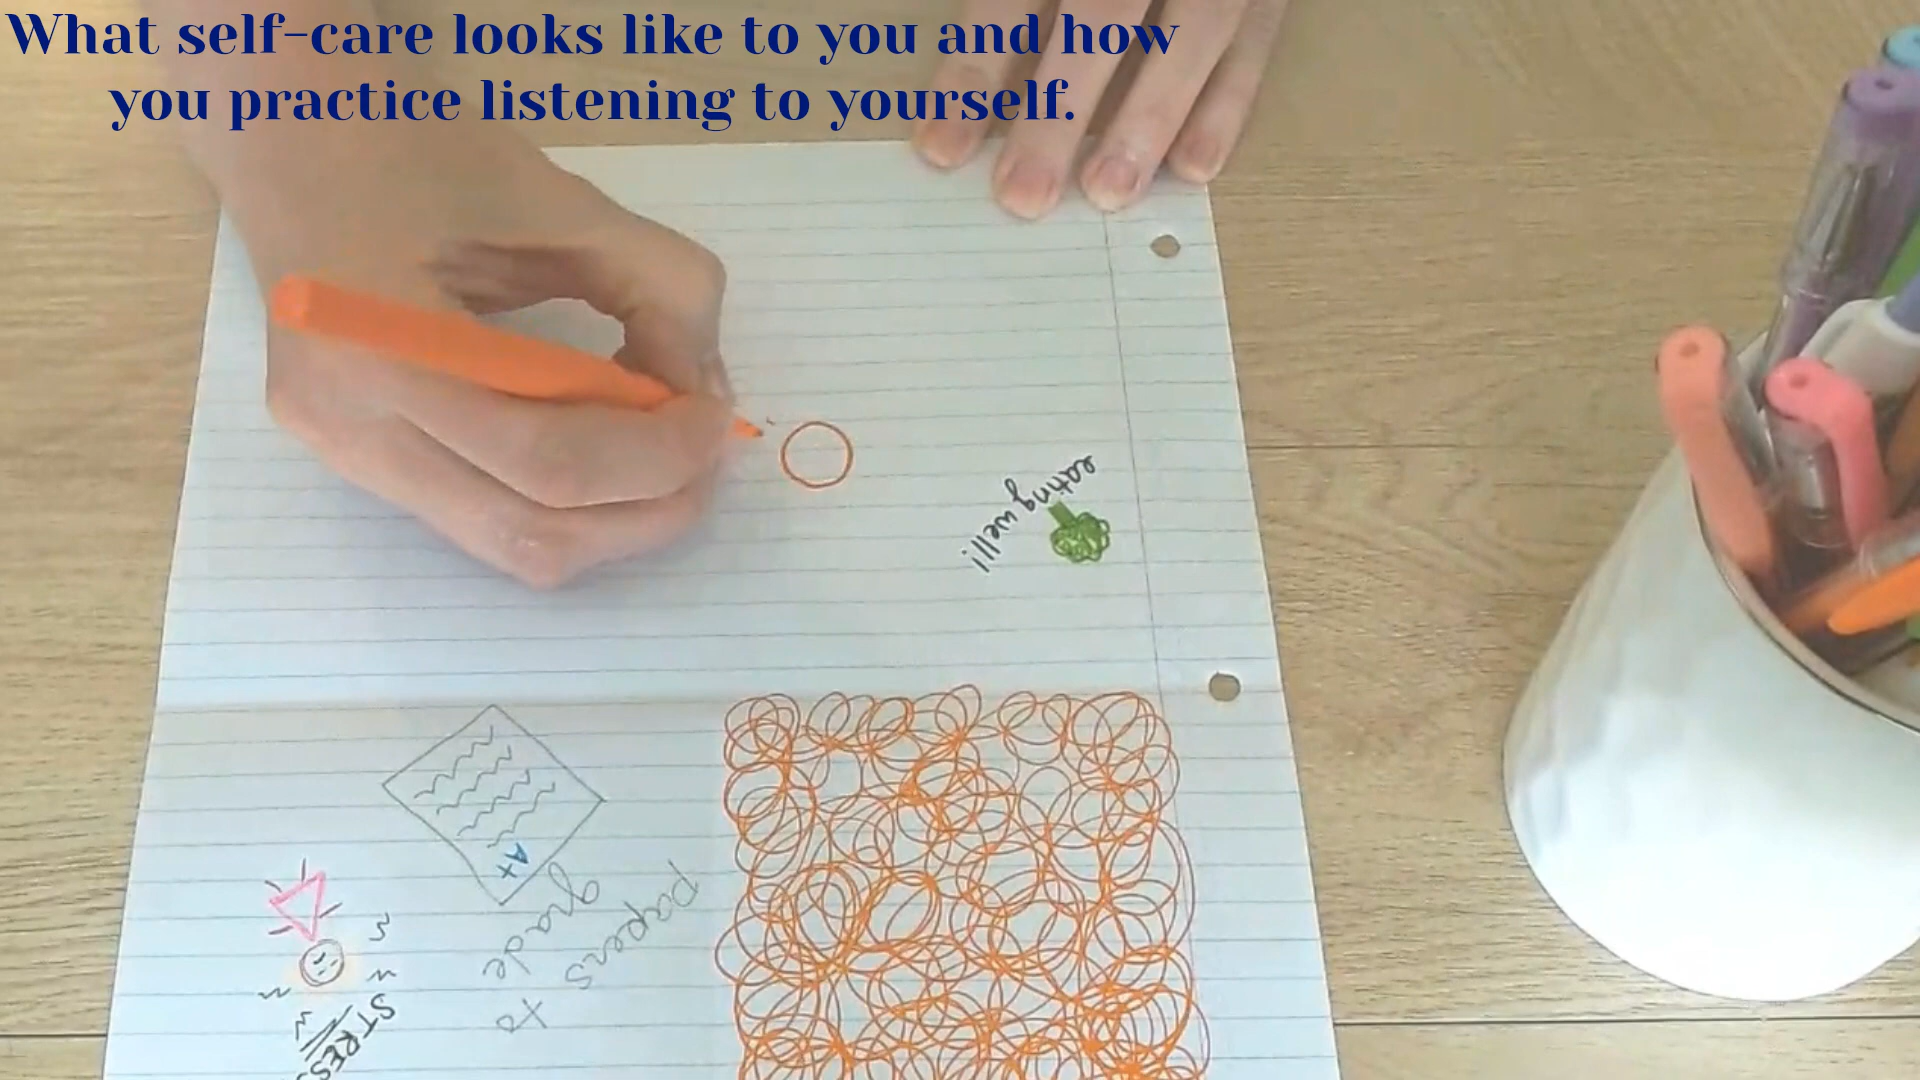 What self-care looks like to you and how
you practice listening to yourself.
eating well!
A+
papers
to
grade
STRES